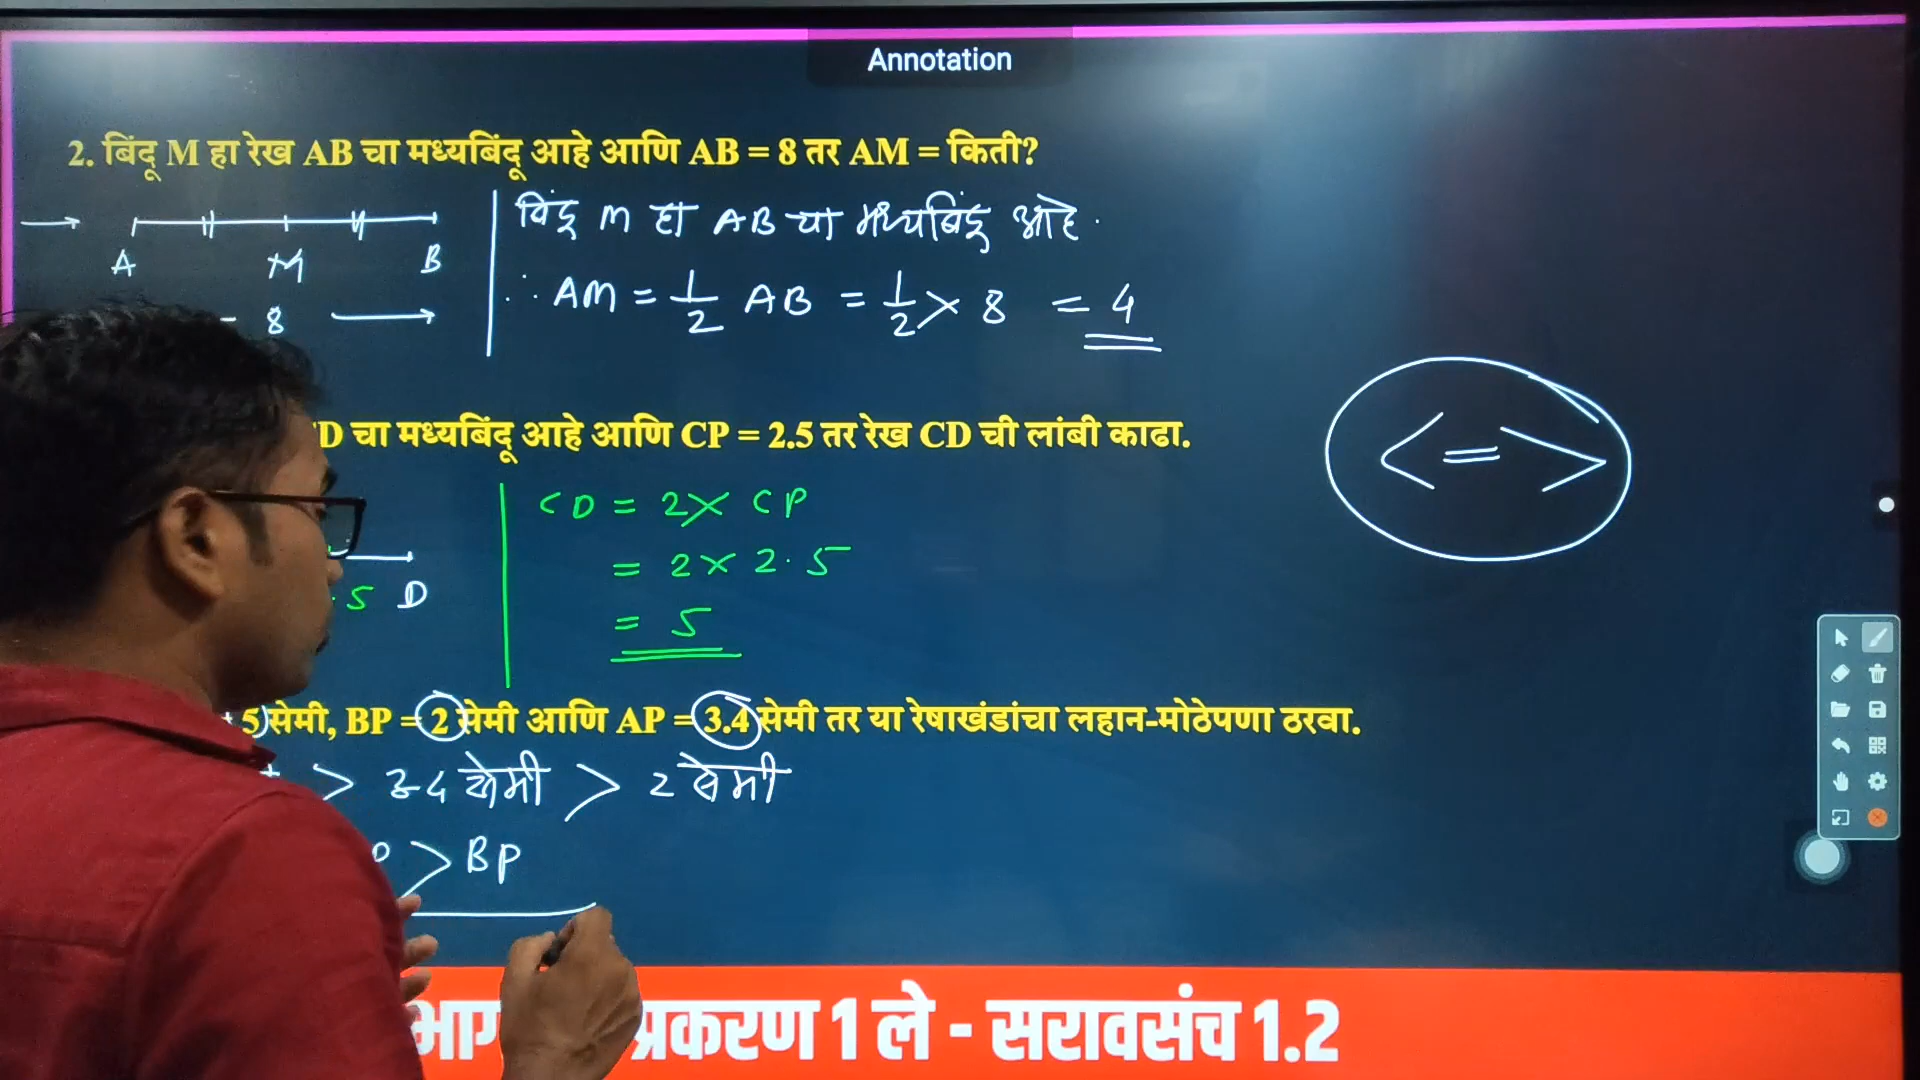 Annotation
2. बिंदू M हा रेख AB चा मध्यबिंदू आहे आणि AB = 8 तर AM = किती?
बिंदू M हा AB चा मध्यबिंदू आहे.
A M B
∴ AM = 1/2 AB = 1/2 × 8 = 4
8
D चा मध्यबिंदू आहे आणि CP = 2.5 तर रेख CD ची लांबी काढा.
< = >
CD = 2 × CP
= 2 × 2.5
.5 D
= 5
5 सेमी, BP = 2 सेमी आणि AP = 3.4 सेमी तर या रेषाखंडांचा लहान-मोठेपणा ठरवा.
> 3.4 सेमी > 2 सेमी
P > BP
भाग प्रकरण 1 ले - सरावसंच 1.2